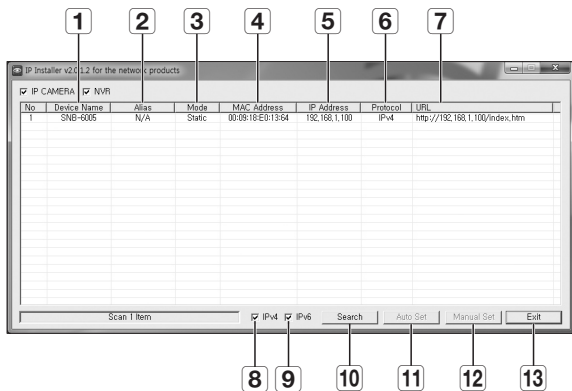 1 2 3 4 5 6 7
IP Installer v2.0.1.2 for the network products
IP CAMERA NVR
No Device Name Alias Mode MAC Address IP Address Protocol URL
1 SNB-6005 N/A Static 00:09:18:E0:13:64 192,168,1,100 IPv4 http://192,168,1,100/index,htm
Scan 1 Item IPv4 IPv6 Search Auto Set Manual Set Exit
8 9 10 11 12 13